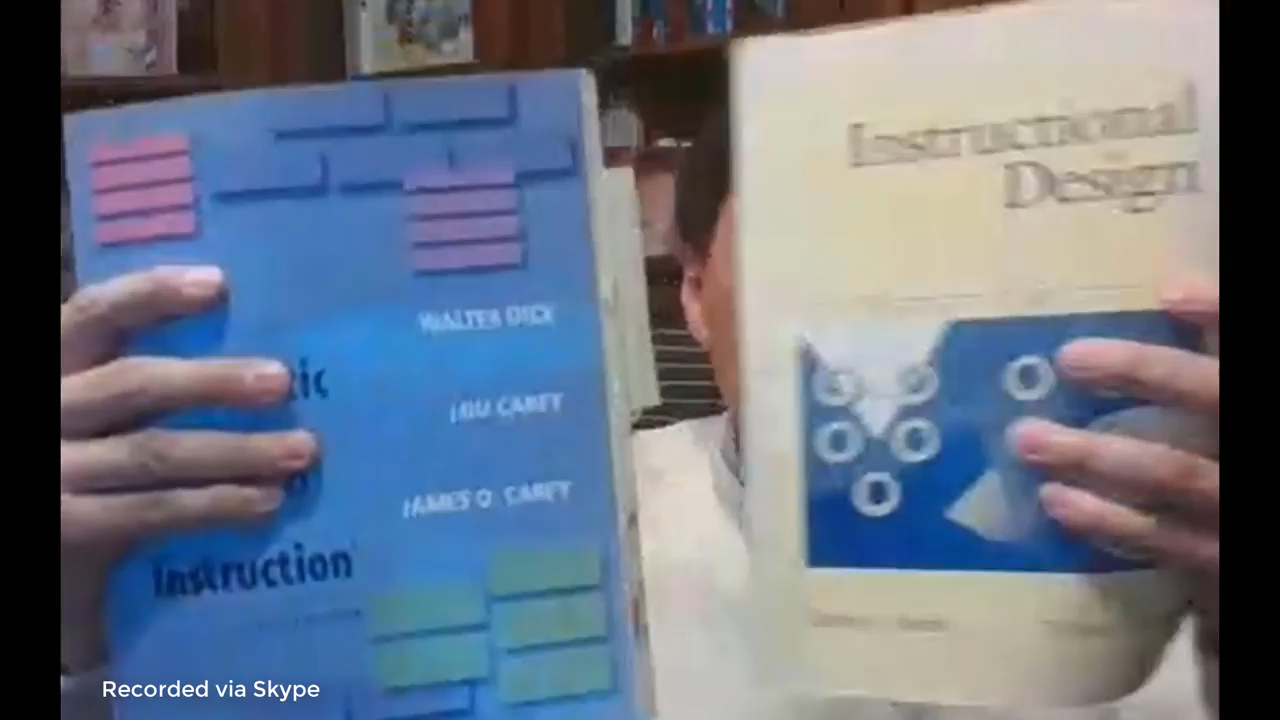 WALTER DICK
LOU CAREY
JAMES O. CAREY
Instruction
Instructional
Design
Recorded via Skype